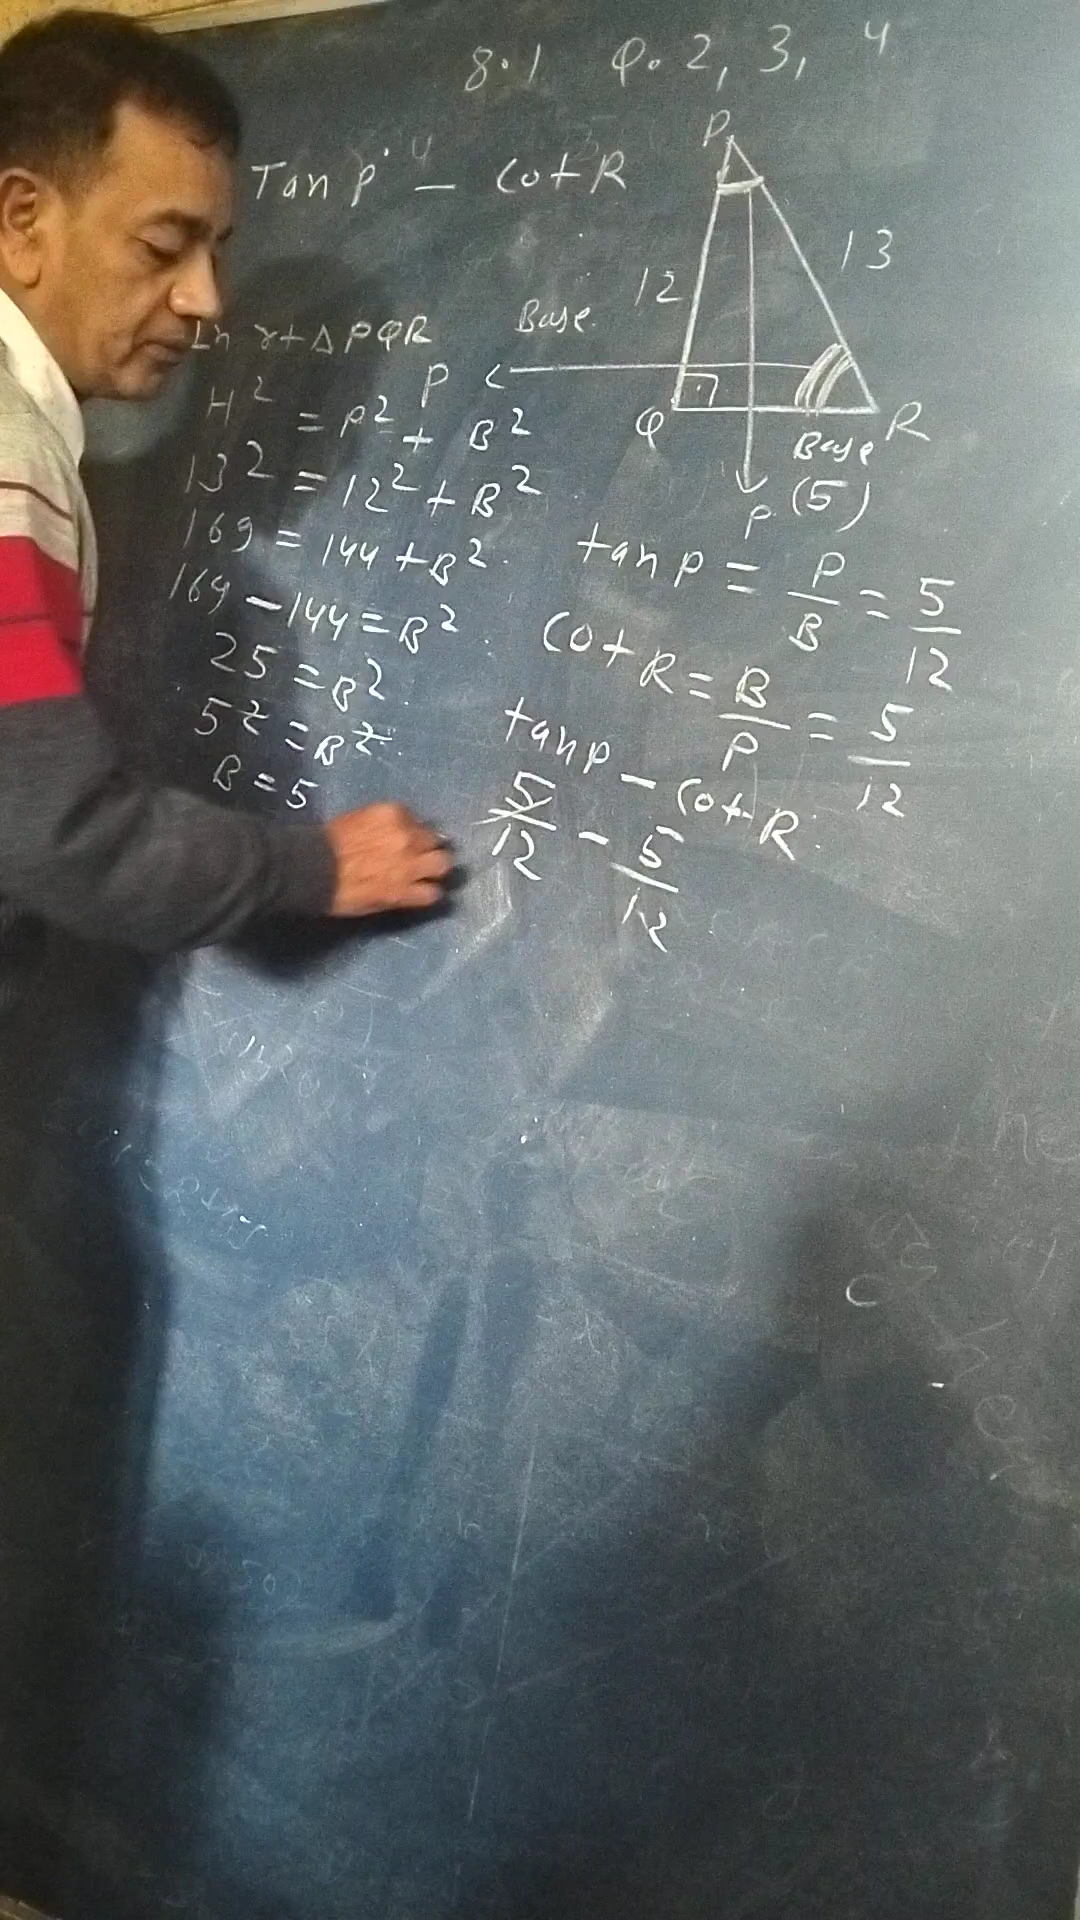 8.1 Q. 2, 3, 4
Tan P - Cot R
P
12
13
Base
Q
R
Base
(5)
P
P
In rt Δ PQR
H² = P² + B²
13² = 12² + B²
169 = 144 + B².
169 - 144 = B².
25 = B².
5² = B².
B = 5
tan P = P/B = 5/12
Cot R = B/P = 5/12
tan P - Cot R.
5/12 - 5/12